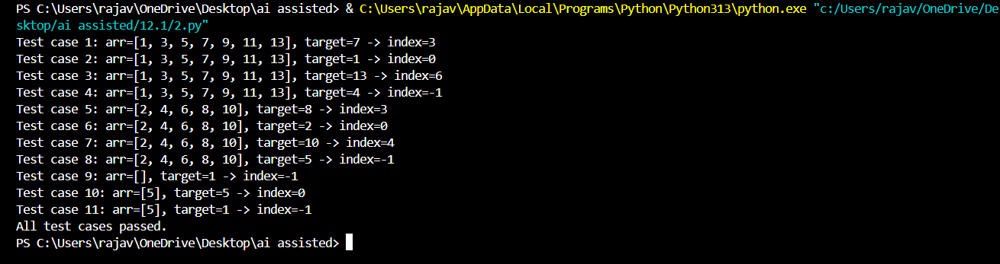 PS C:\Users\rajav\OneDrive\Desktop\ai assisted> & C:\Users\rajav\AppData\Local\Programs\Python\Python313\python.exe "c:/Users/rajav/OneDrive/De
sktop/ai assisted/12.1/2.py"
Test case 1: arr=[1, 3, 5, 7, 9, 11, 13], target=7 -> index=3
Test case 2: arr=[1, 3, 5, 7, 9, 11, 13], target=1 -> index=0
Test case 3: arr=[1, 3, 5, 7, 9, 11, 13], target=13 -> index=6
Test case 4: arr=[1, 3, 5, 7, 9, 11, 13], target=4 -> index=-1
Test case 5: arr=[2, 4, 6, 8, 10], target=8 -> index=3
Test case 6: arr=[2, 4, 6, 8, 10], target=2 -> index=0
Test case 7: arr=[2, 4, 6, 8, 10], target=10 -> index=4
Test case 8: arr=[2, 4, 6, 8, 10], target=5 -> index=-1
Test case 9: arr=[], target=1 -> index=-1
Test case 10: arr=[5], target=5 -> index=0
Test case 11: arr=[5], target=1 -> index=-1
All test cases passed.
PS C:\Users\rajav\OneDrive\Desktop\ai assisted>